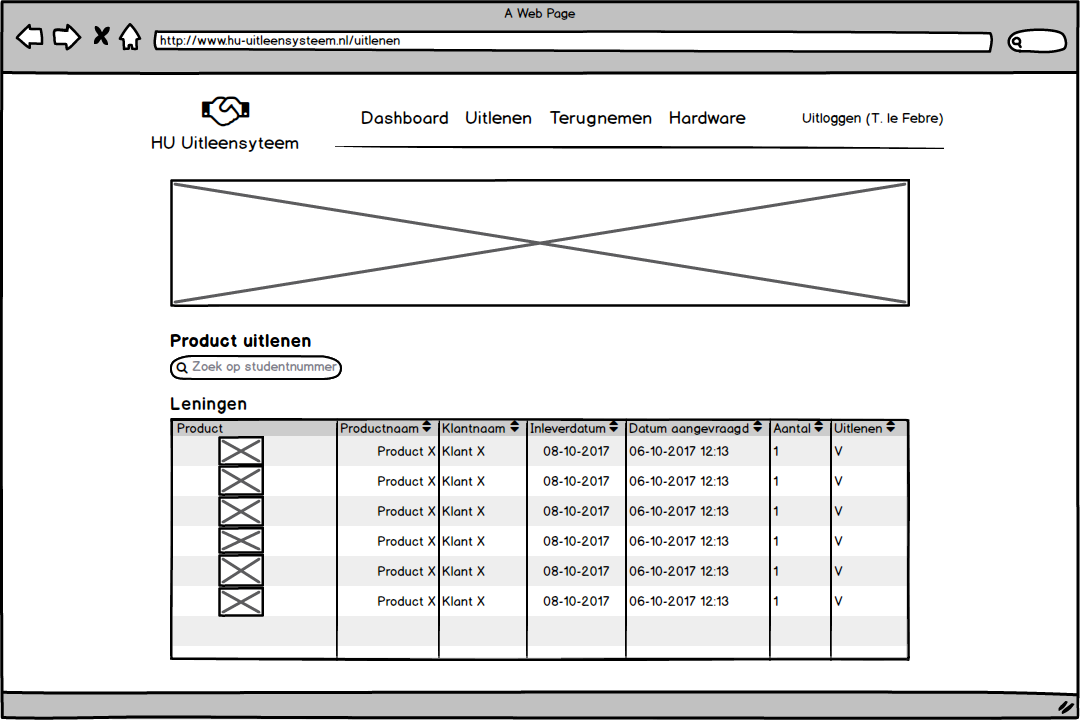 A Web Page
http://www.hu-uitleensysteem.nl/uitlenen
HU Uitleensyteem
Dashboard Uitlenen Terugnemen Hardware Uitloggen (T. le Febre)
Product uitlenen
Zoek op studentnummer
Leningen
Product Productnaam Klantnaam Inleverdatum Datum aangevraagd Aantal Uitlenen
Product X Klant X 08-10-2017 06-10-2017 12:13 1 V
Product X Klant X 08-10-2017 06-10-2017 12:13 1 V
Product X Klant X 08-10-2017 06-10-2017 12:13 1 V
Product X Klant X 08-10-2017 06-10-2017 12:13 1 V
Product X Klant X 08-10-2017 06-10-2017 12:13 1 V
Product X Klant X 08-10-2017 06-10-2017 12:13 1 V